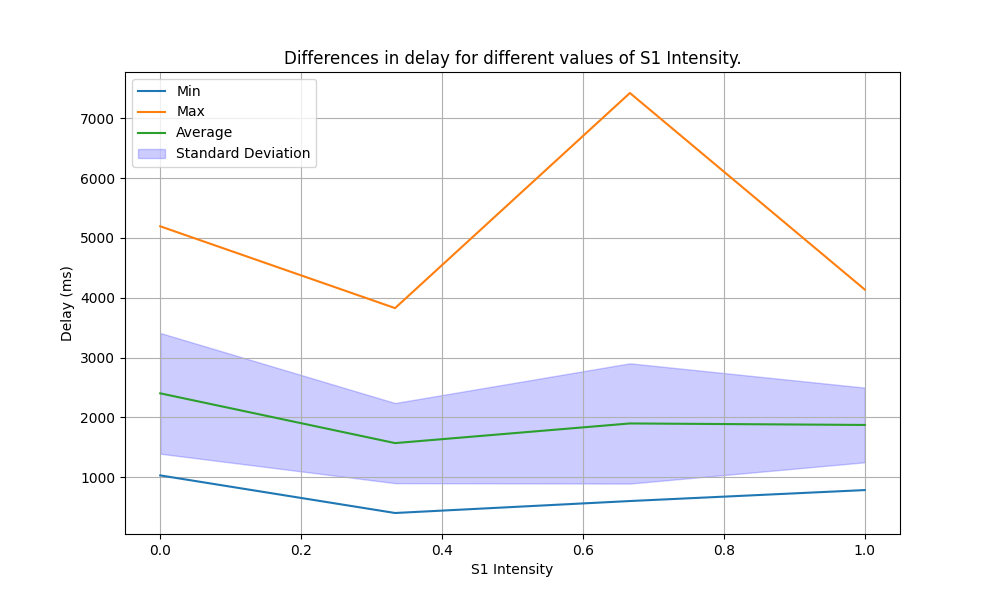 Differences in delay for different values of S1 Intensity.
Min
Max
Average
Standard Deviation
7000
6000
5000
4000
3000
2000
1000
Delay (ms)
0.0 0.2 0.4 0.6 0.8 1.0
S1 Intensity